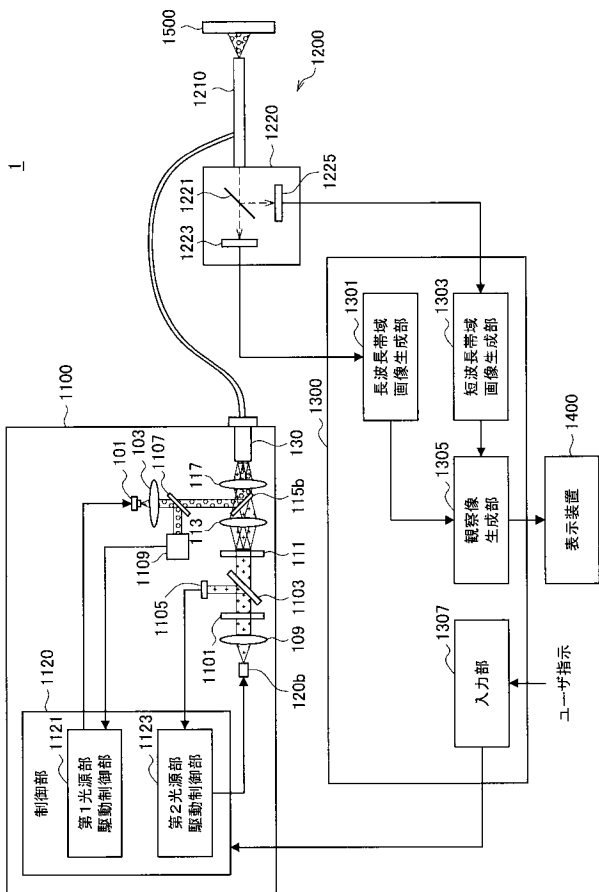 1
1100
1120
制御部
1121
第1光源部
駆動制御部
1123
第2光源部
駆動制御部
101
103
1107
1109
117
130
113
115b
111
1105
1103
1101
109
120b
1500
1210
1200
1220
1221
1223
1225
1300
1301
長波長帯域
画像生成部
1303
短波長帯域
画像生成部
1305
観察像
生成部
1307
入力部
ユーザ指示
1400
表示装置